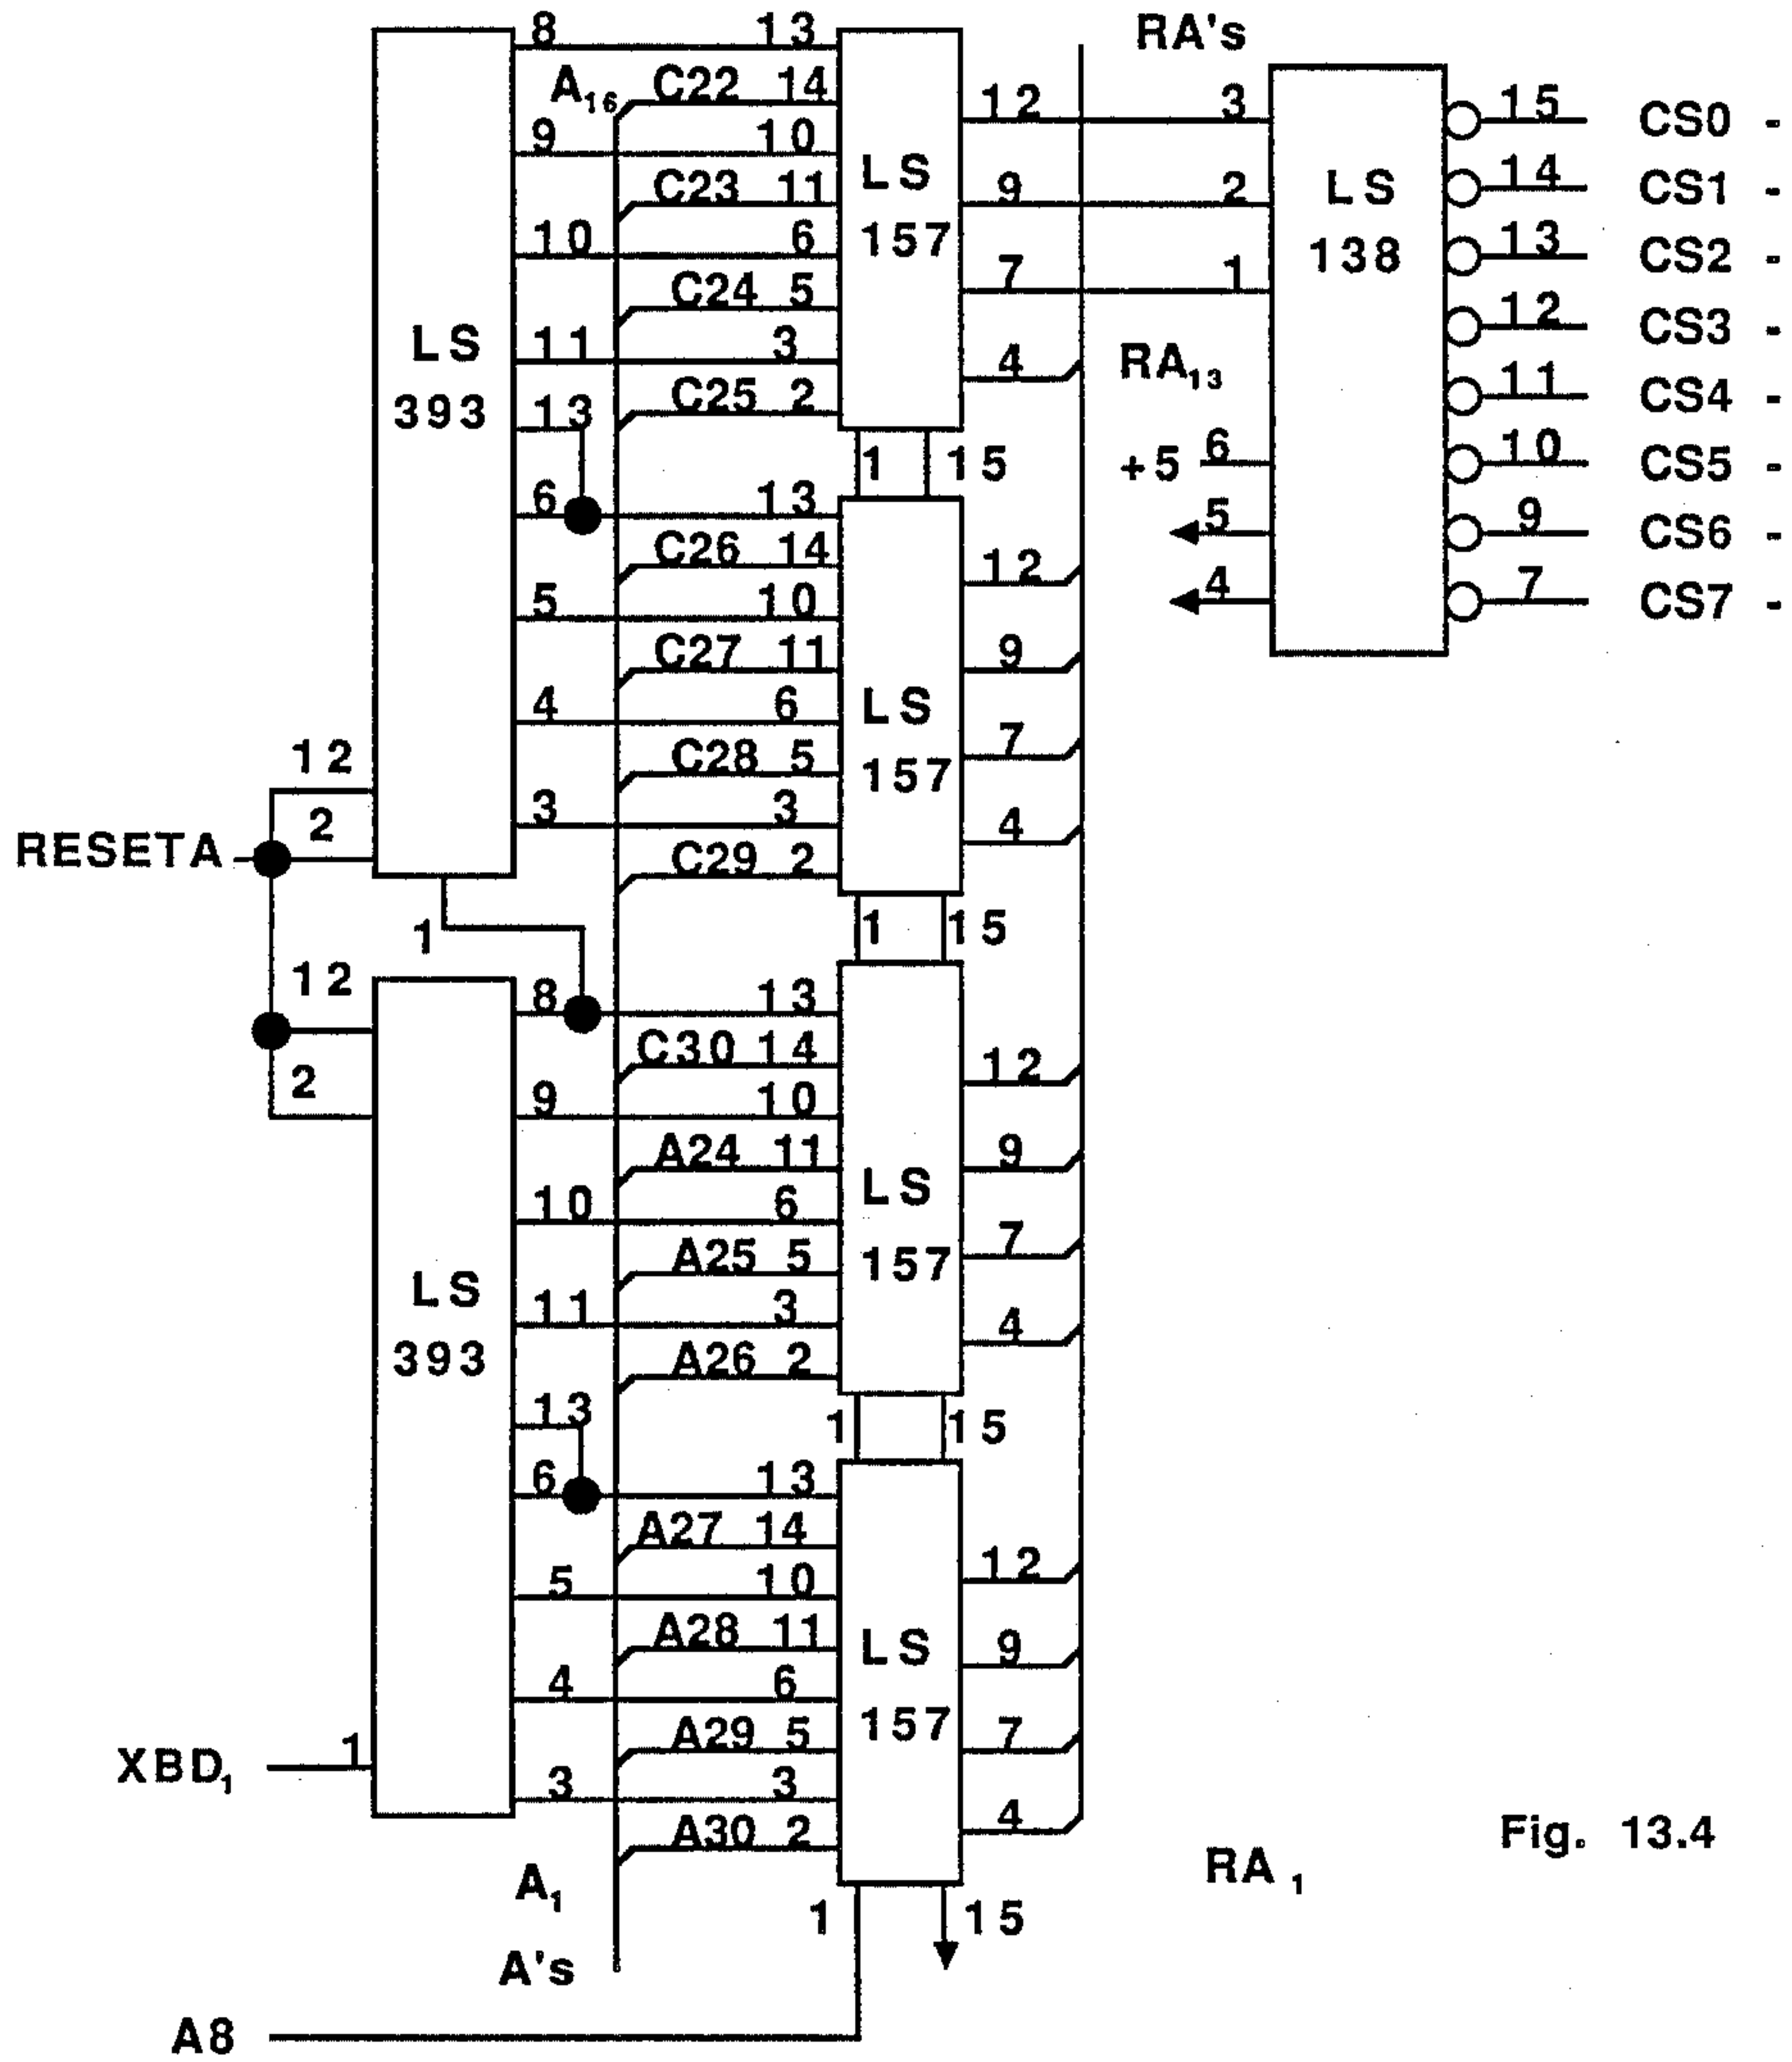 8 13 RA's
A16 C22 14 12 3 15 CS0 -
9 10
LS
C23 11 9 2 LS 14 CS1 -
157
10 6 138 13 CS2 -
C24 5 7 1
LS 11 3 12 CS3 -
4 RA13
393 C25 2 11 CS4 -
13
1 15 +5 6 10 CS5 -
6 13
5 9 CS6 -
C26 14 12
5 10 4 7 CS7 -
C27 11 9
4 LS 6
12 C28 5 157 7
3 3 4
2
RESETA C29 2
1 1 15
12 8 13
C30 14 12
2 9 10
A24 11 9
LS
10 6
A25 5 157 7
LS 11 3
4
393 A26 2
13 1 15
6 13
A27 14 12
5 10
A28 11 LS 9
4 6
157
XBD1 1 A29 5 7
3 3
A30 2 4 Fig. 13.4
A1 RA 1
1 15
A's
A8